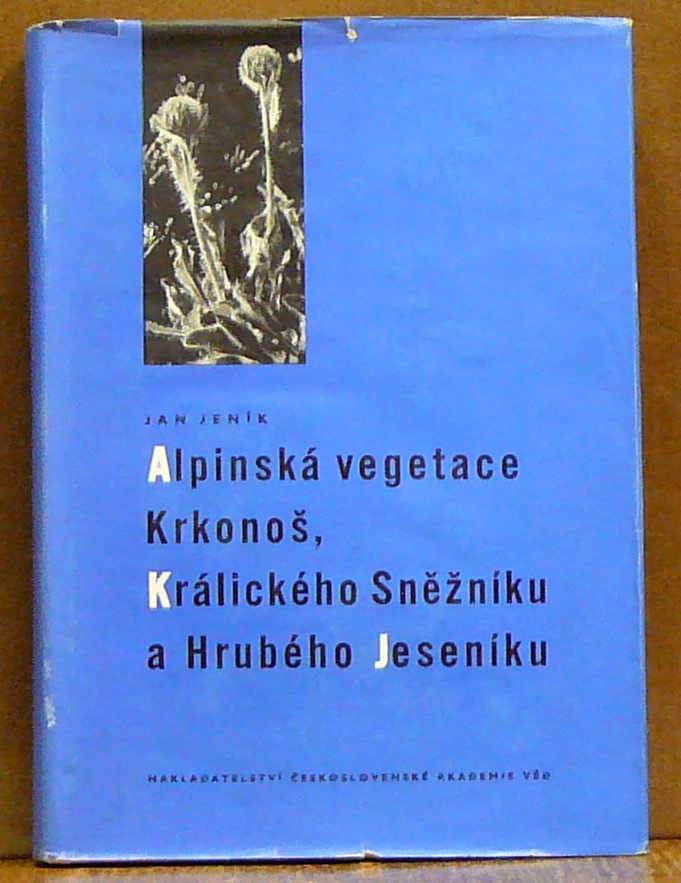 JAN JENÍK
Alpinská vegetace
Krkonoš,
Králického Sněžníku
a Hrubého Jeseníku
NAKLADATELSTVÍ ČESKOSLOVENSKÉ AKADEMIE VĚD